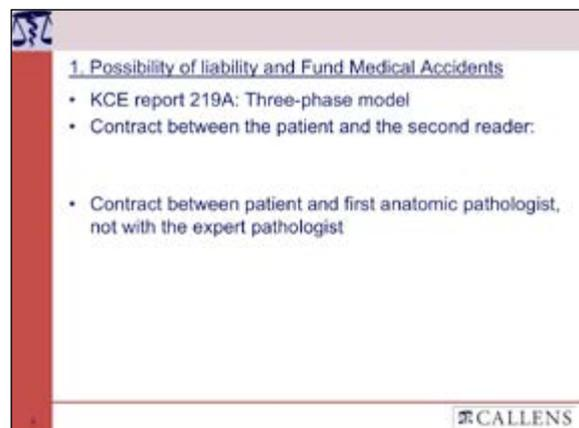 1. Possibility of liability and Fund Medical Accidents
• KCE report 219A: Three-phase model
• Contract between the patient and the second reader:
• Contract between patient and first anatomic pathologist,
not with the expert pathologist
CALLENS